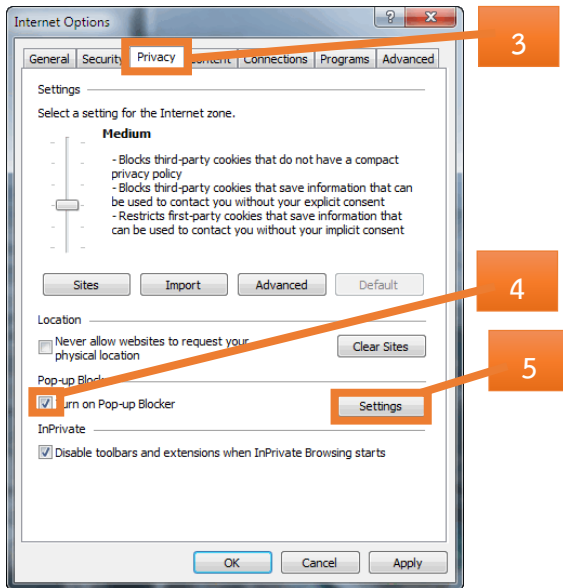 Internet Options
3
General Security Privacy Content Connections Programs Advanced
Settings
Select a setting for the Internet zone.
Medium
- Blocks third-party cookies that do not have a compact
privacy policy
- Blocks third-party cookies that save information that can
be used to contact you without your explicit consent
- Restricts first-party cookies that save information that
can be used to contact you without your implicit consent
Sites Import Advanced Default
4
Location
Never allow websites to request your
physical location
Clear Sites
5
Pop-up Blocker
Turn on Pop-up Blocker Settings
InPrivate
Disable toolbars and extensions when InPrivate Browsing starts
OK Cancel Apply